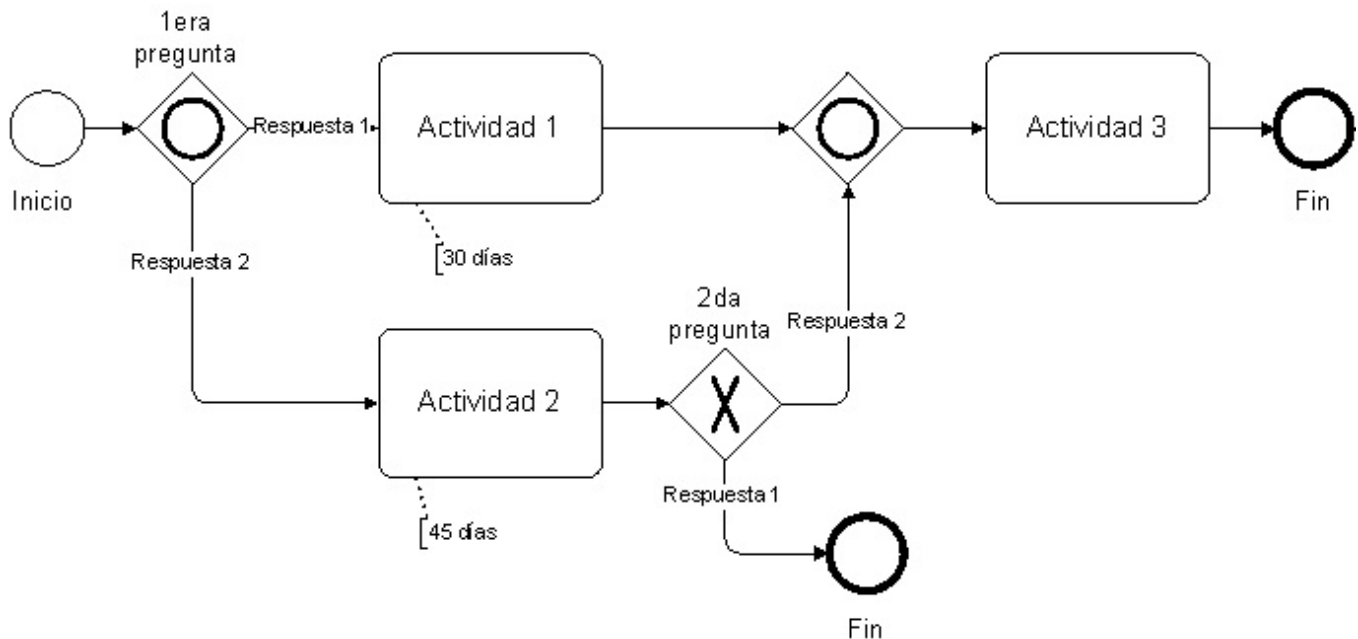 1era
pregunta
Inicio
Respuesta 1
Actividad 1
30 días
Actividad 3
Fin
Respuesta 2
Actividad 2
45 días
2da
pregunta
Respuesta 2
Respuesta 1
Fin